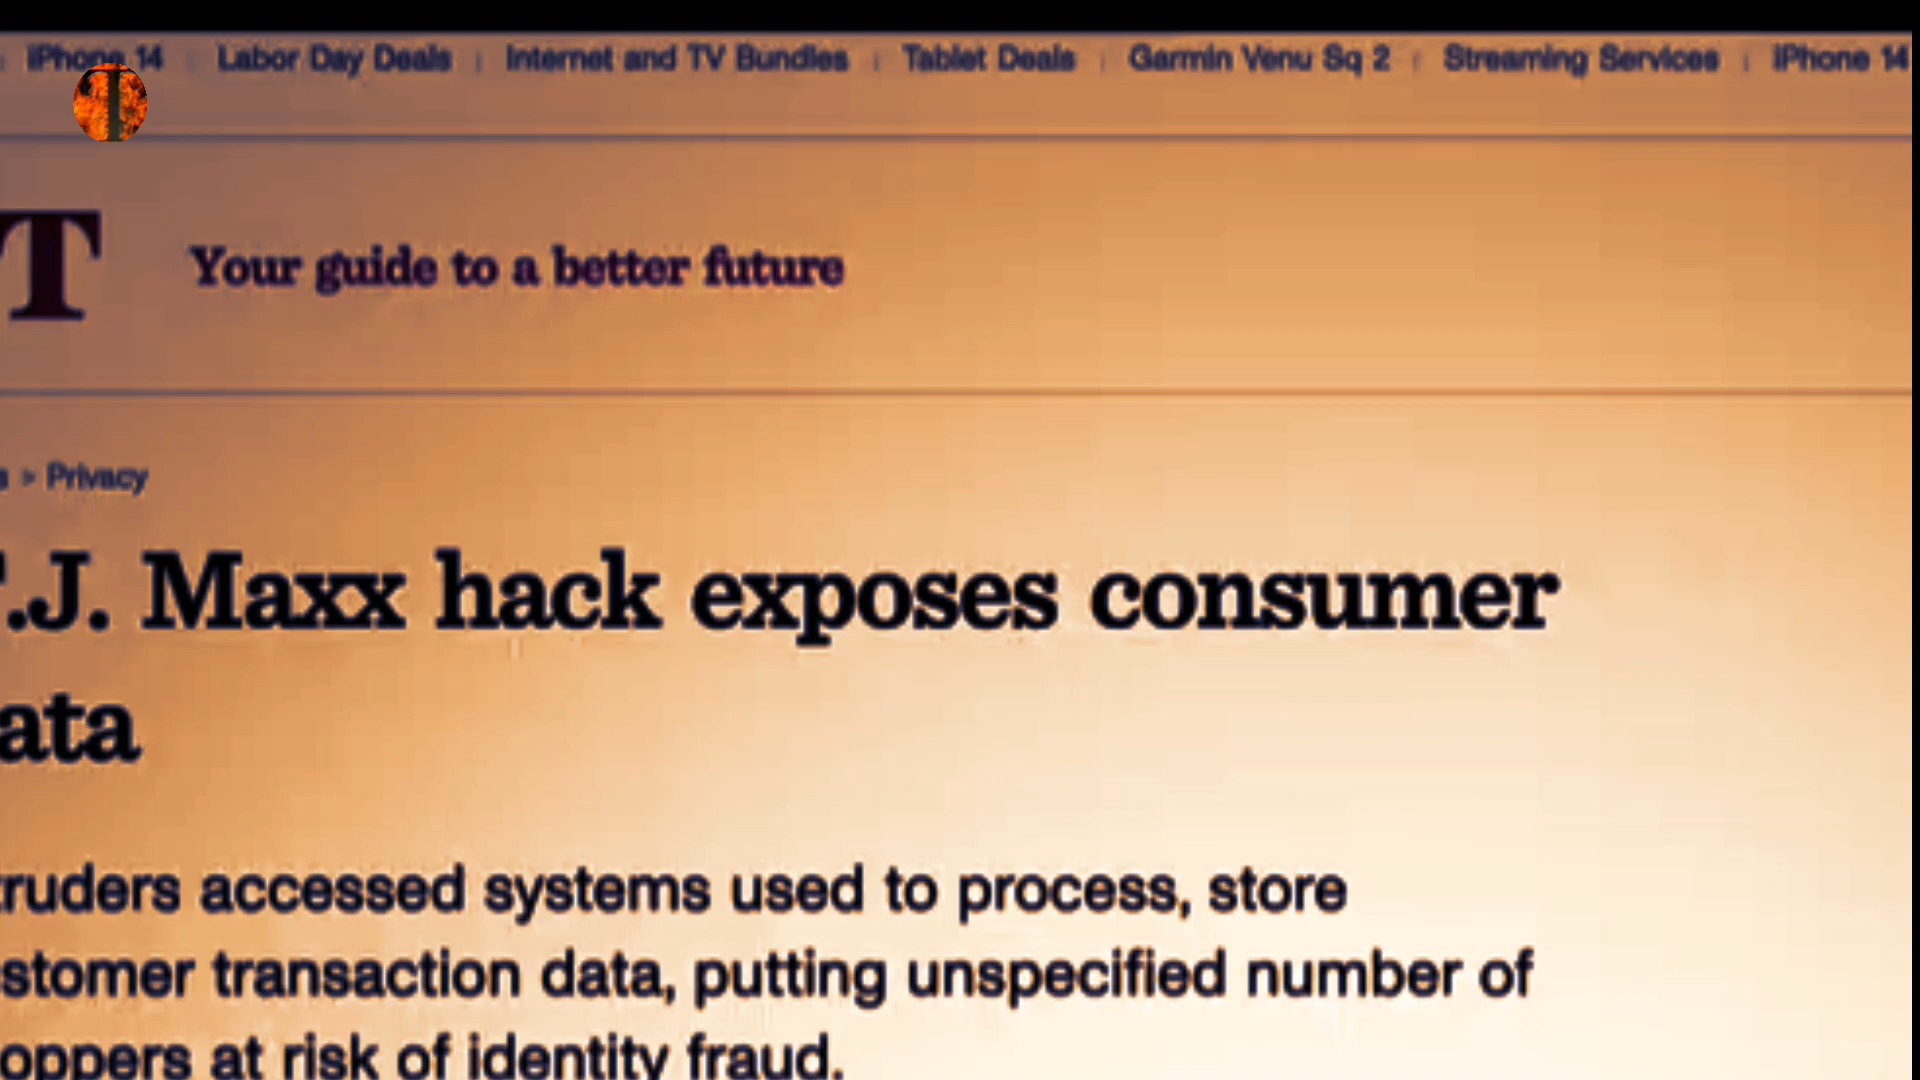 iPhone 14 | Labor Day Deals | Internet and TV Bundles | Tablet Deals | Garmin Venu Sq 2 | Streaming Services | iPhone 14
T Your guide to a better future
s > Privacy
.J. Maxx hack exposes consumer
ata
truders accessed systems used to process, store
stomer transaction data, putting unspecified number of
oppers at risk of identity fraud.